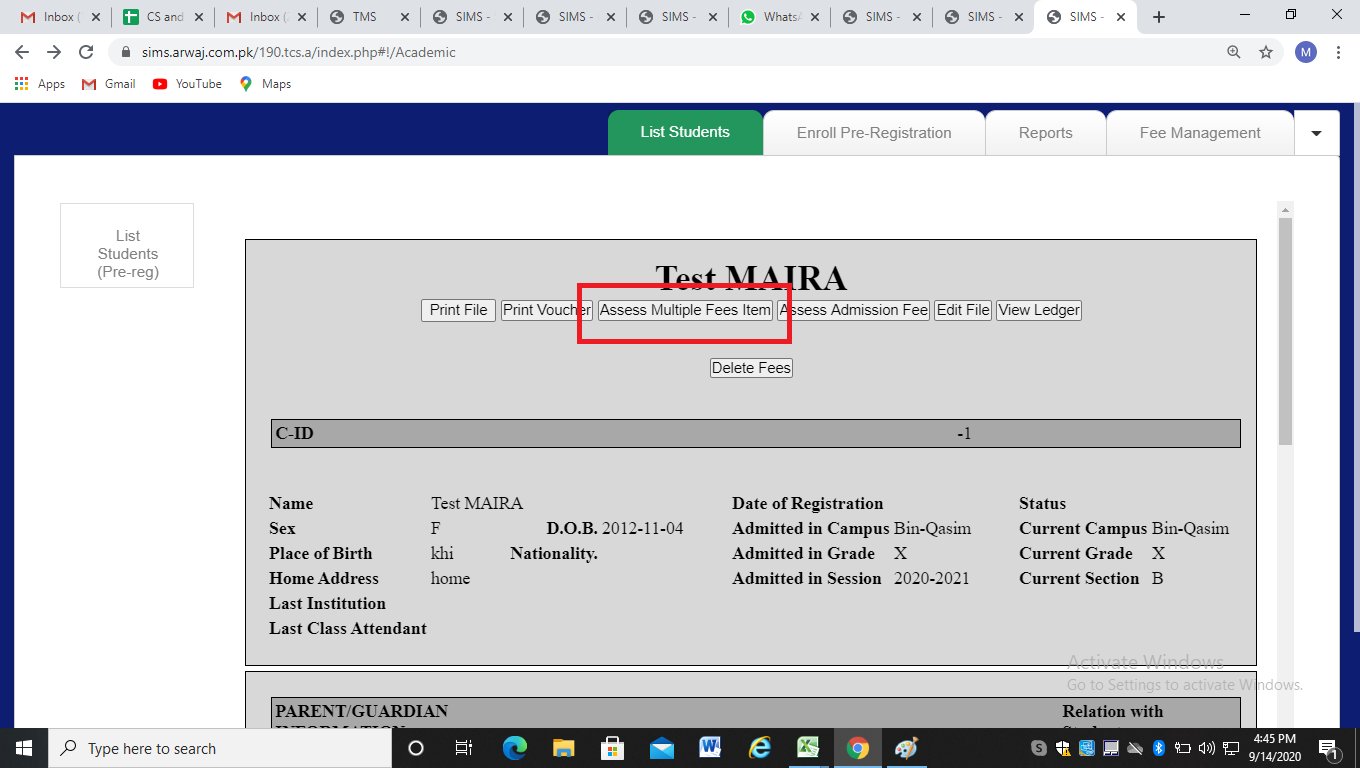 Inbox ( CS and Inbox ( TMS SIMS - SIMS - SIMS - WhatsA SIMS - SIMS - SIMS -
sims.arwaj.com.pk/190.tcs.a/index.php#!/Academic M
Apps Gmail YouTube Maps
List Students Enroll Pre-Registration Reports Fee Management
List
Students
(Pre-reg)
Test MAIRA
Print File Print Voucher Assess Multiple Fees Item Assess Admission Fee Edit File View Ledger
Delete Fees
C-ID -1
Name Test MAIRA Date of Registration Status
Sex F D.O.B. 2012-11-04 Admitted in Campus Bin-Qasim Current Campus Bin-Qasim
Place of Birth khi Nationality. Admitted in Grade X Current Grade X
Home Address home Admitted in Session 2020-2021 Current Section B
Last Institution
Last Class Attendant
Activate Windows
Go to Settings to activate Windows.
PARENT/GUARDIAN Relation with
Type here to search 4:45 PM
9/14/2020 1